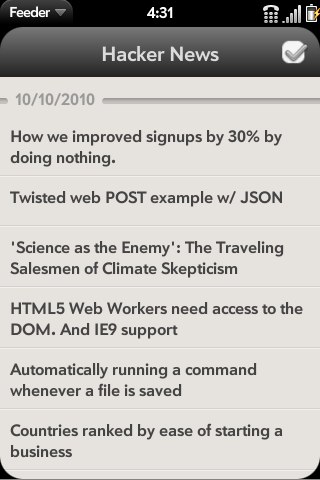 Feeder
4:31
Hacker News
10/10/2010
How we improved signups by 30% by
doing nothing.
Twisted web POST example w/ JSON
'Science as the Enemy': The Traveling
Salesmen of Climate Skepticism
HTML5 Web Workers need access to the
DOM. And IE9 support
Automatically running a command
whenever a file is saved
Countries ranked by ease of starting a
business